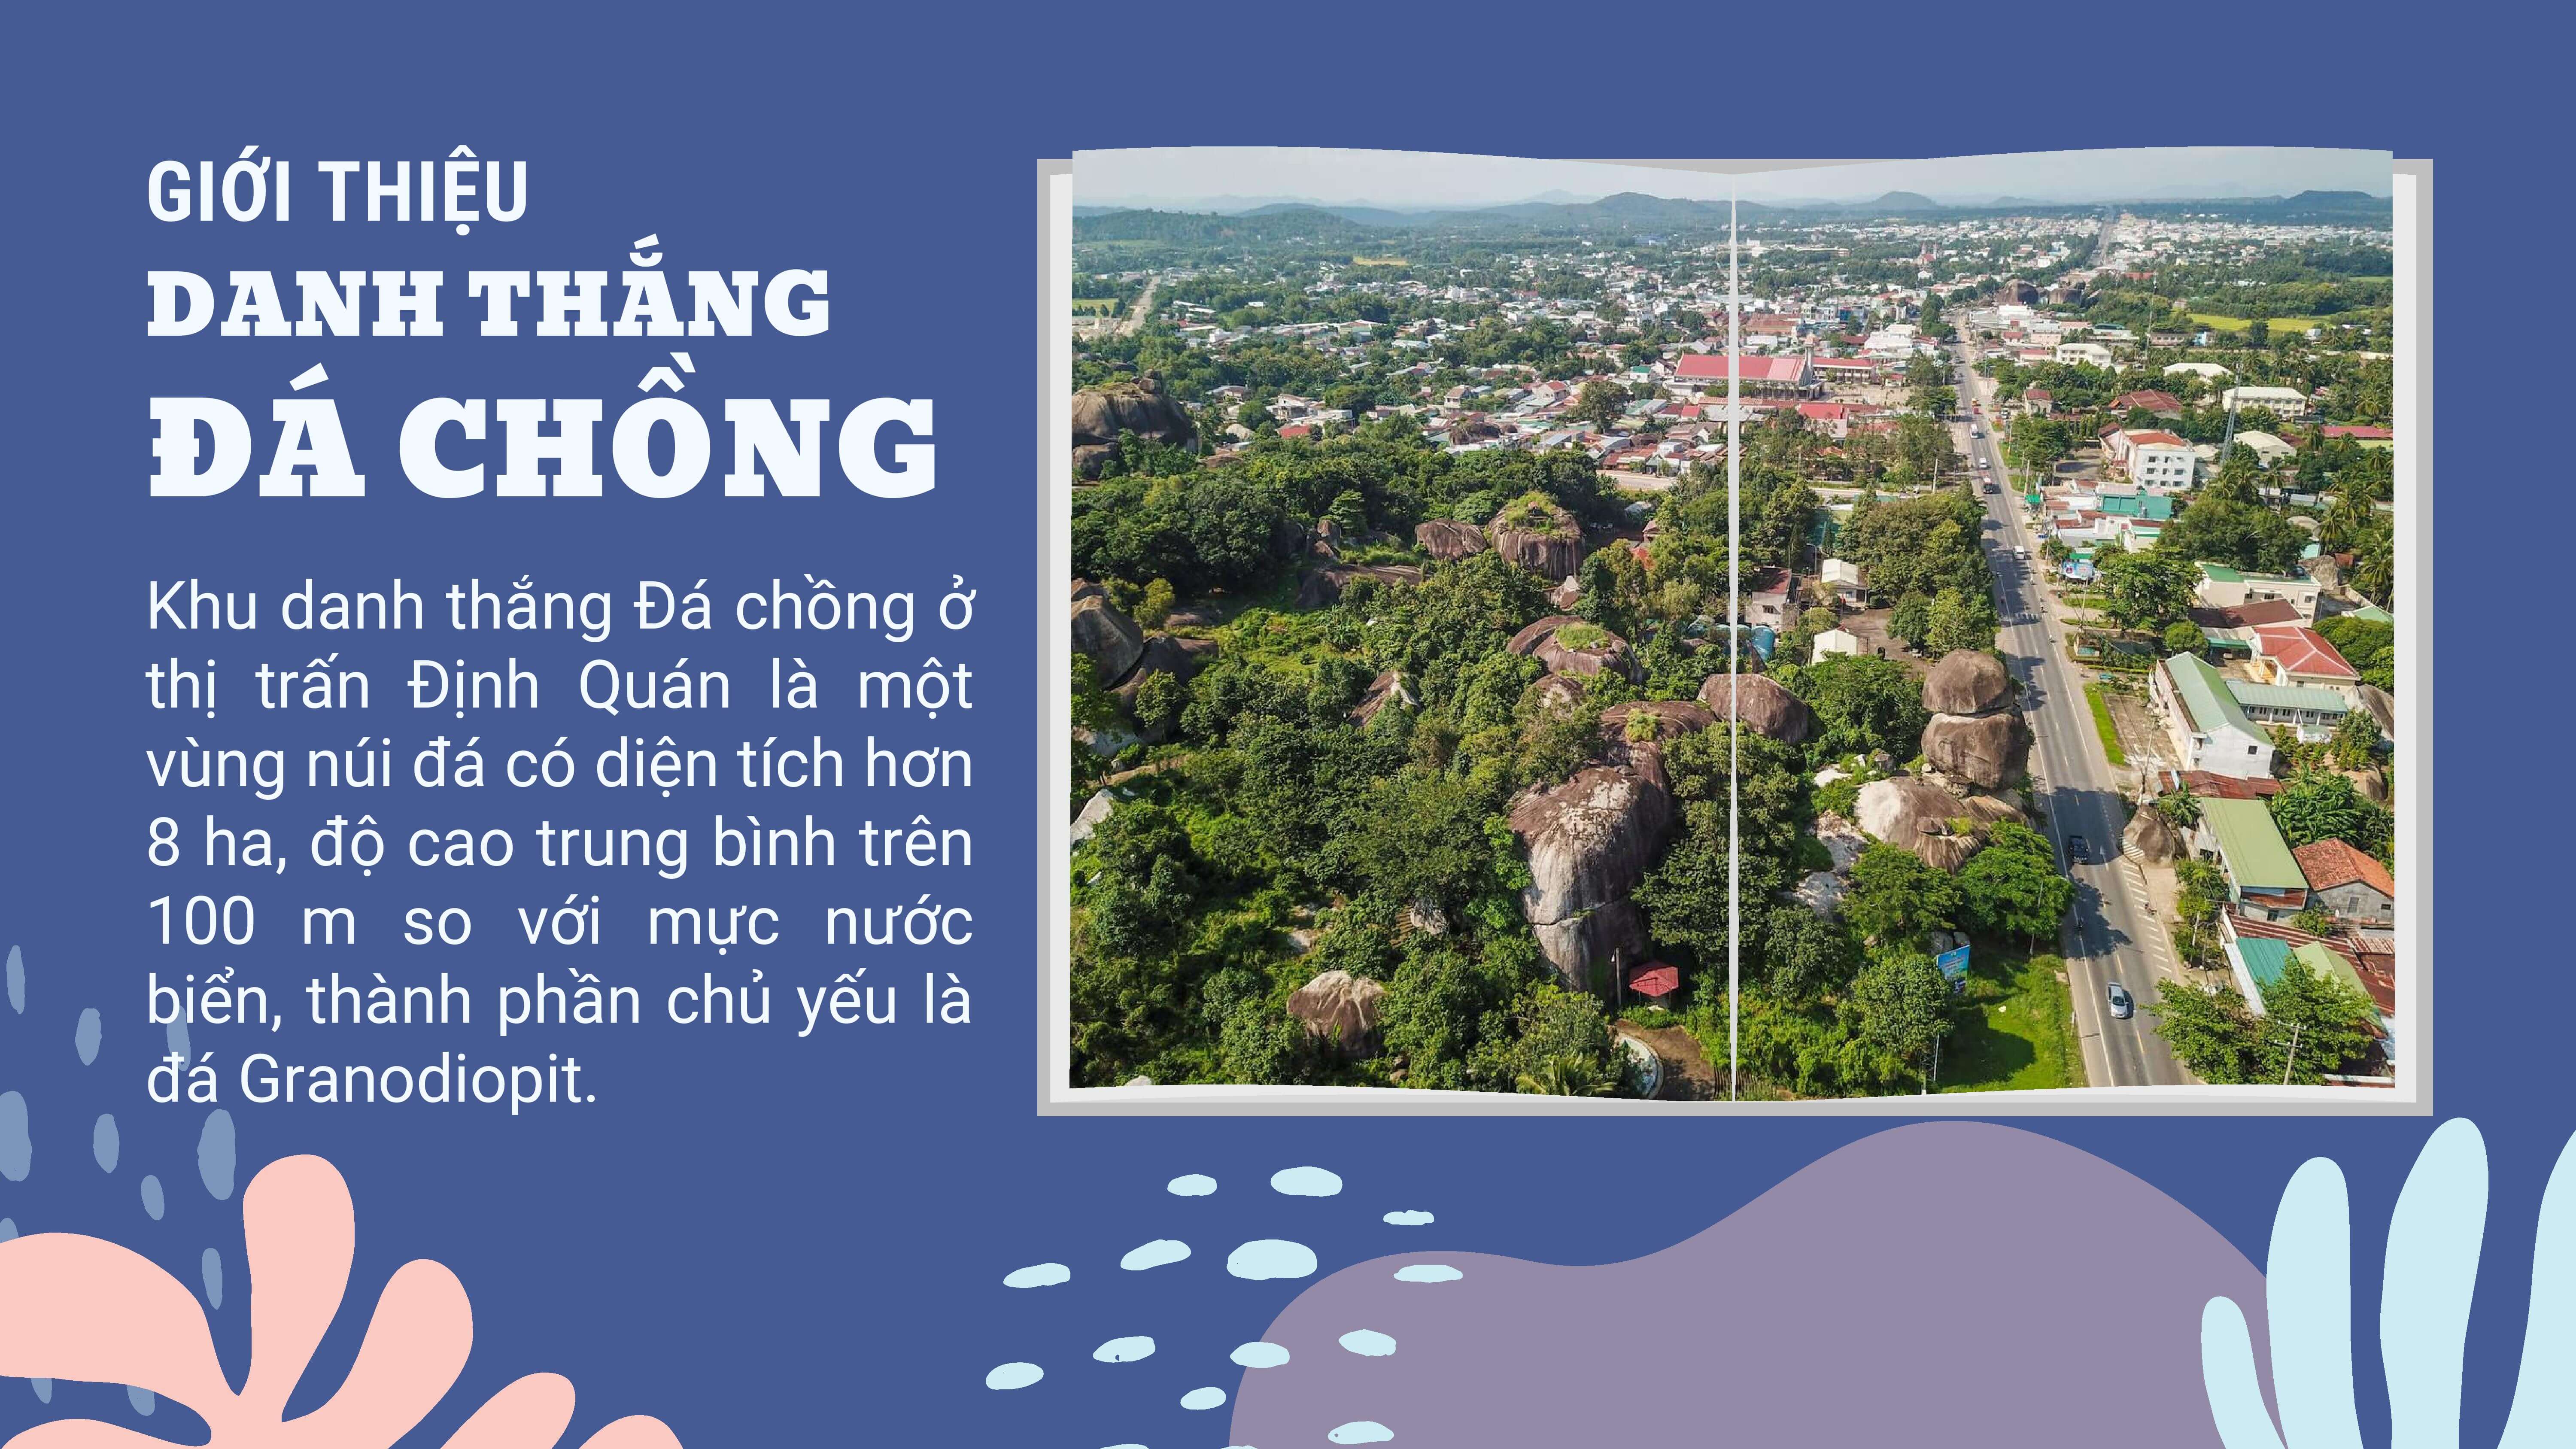 GIỚI THIỆU
DANH THẮNG
ĐÁ CHỒNG
Khu danh thắng Đá chồng ở
thị trấn Định Quán là một
vùng núi đá có diện tích hơn
8 ha, độ cao trung bình trên
100 m so với mực nước
biển, thành phần chủ yếu là
đá Granodiopit.